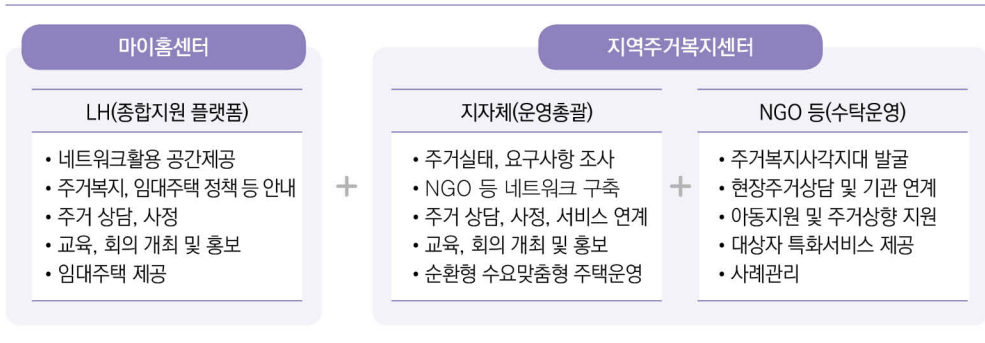 마이홈센터
LH(종합지원 플랫폼)
• 네트워크활용 공간제공
• 주거복지, 임대주택 정책 등 안내
• 주거 상담, 사정
• 교육, 회의 개최 및 홍보
• 임대주택 제공
+
지역주거복지센터
지자체(운영총괄)
• 주거실태, 요구사항 조사
• NGO 등 네트워크 구축
• 주거 상담, 사정, 서비스 연계
• 교육, 회의 개최 및 홍보
• 순환형 수요맞춤형 주택운영
+
NGO 등(수탁운영)
• 주거복지사각지대 발굴
• 현장주거상담 및 기관 연계
• 아동지원 및 주거상향 지원
• 대상자 특화서비스 제공
• 사례관리